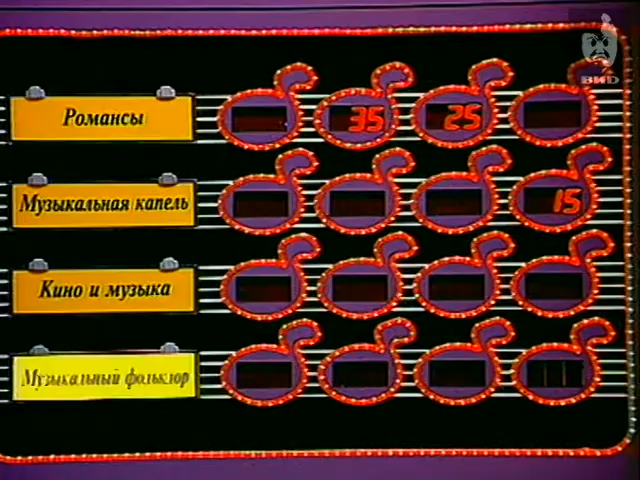 ВИD
Романсы 35 25
Музыкальная капель 15
Кино и музыка
Музыкальный фольклор